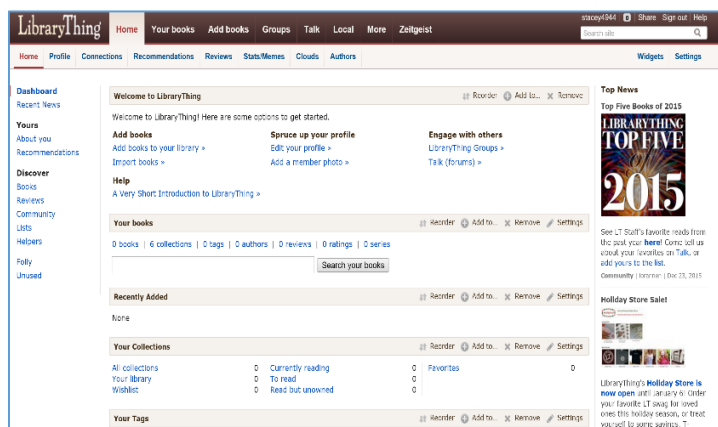 LibraryThing
Home Your books Add books Groups Talk Local More Zeitgeist
stacey4944 0 Share Sign out Help
Search site
Home Profile Connections Recommendations Reviews Stats/Memes Clouds Authors
Widgets Settings
Dashboard
Recent News
Yours
About you
Recommendations
Discover
Books
Reviews
Community
Lists
Helpers
Folly
Unused
Welcome to LibraryThing Reorder Add to... Remove
Welcome to LibraryThing! Here are some options to get started.
Add books Spruce up your profile Engage with others
Add books to your library » Edit your profile » LibraryThing Groups »
Import books » Add a member photo » Talk (forums) »
Help
A Very Short Introduction to LibraryThing »
Your books Reorder Add to... Remove Settings
0 books | 6 collections | 0 tags | 0 authors | 0 reviews | 0 ratings | 0 series
Search your books
Recently Added Reorder Add to... Remove Settings
None
Your Collections Reorder Add to... Remove Settings
All collections 0 Currently reading 0 Favorites 0
Your library 0 To read 0
Wishlist 0 Read but unowned 0
Your Tags Reorder Add to... Remove Settings
Top News
Top Five Books of 2015
LIBRARYTHING
TOP FIVE
2015
See LT Staff's favorite reads from
the past year here! Come tell us
about your favorites on Talk, or
add yours to the list.
Community | | Dec 23, 2015
Holiday Store Sale!
LibraryThing's Holiday Store is
now open until January 6! Order
your favorite LT swag for loved
ones this holiday season, or treat
yourself to some savings. T-